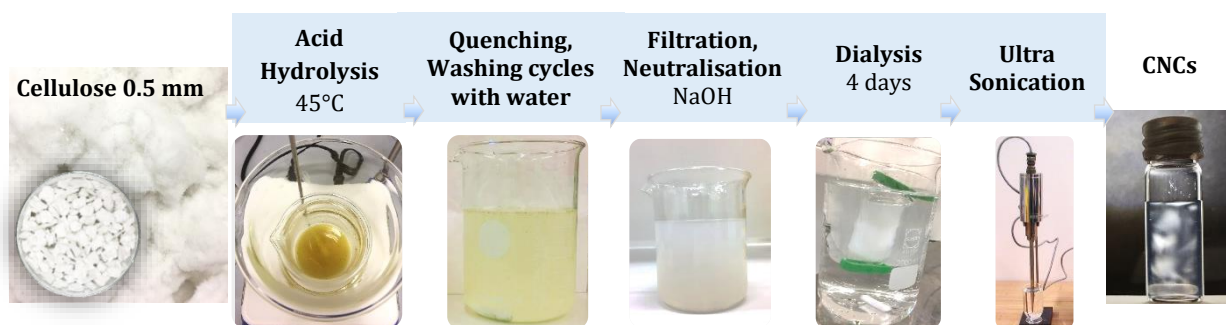 Cellulose 0.5 mm
Acid
Hydrolysis
45°C
Quenching,
Washing cycles
with water
Filtration,
Neutralisation
NaOH
Dialysis
4 days
Ultra
Sonication
CNCs